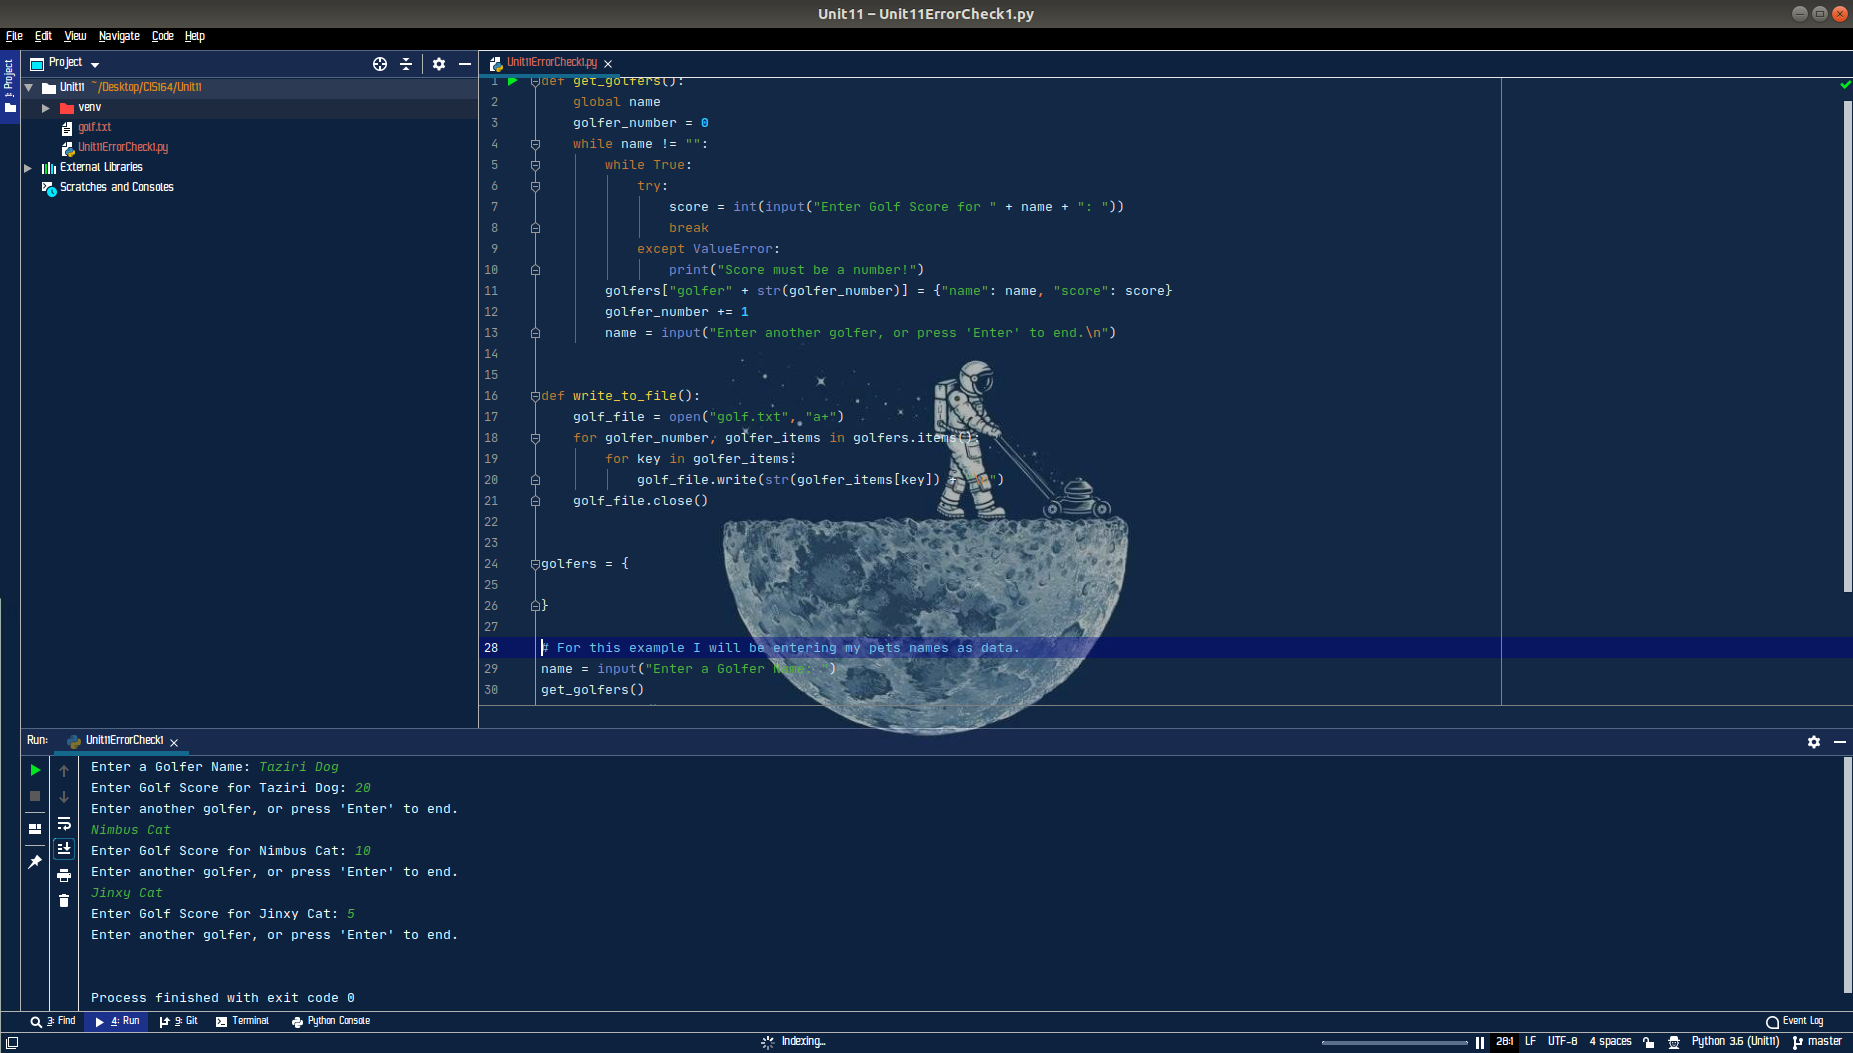 Unit11 – Unit11ErrorCheck1.py
File Edit View Navigate Code Help
1: Project
Project
Unit11 ~/Desktop/CIS164/Unit11
venv
golf.txt
Unit11ErrorCheck1.py
External Libraries
Scratches and Consoles
Unit11ErrorCheck1.py
1 def get_golfers():
2 global name
3 golfer_number = 0
4 while name != "":
5 while True:
6 try:
7 score = int(input("Enter Golf Score for " + name + ": "))
8 break
9 except ValueError:
10 print("Score must be a number!")
11 golfers["golfer" + str(golfer_number)] = {"name": name, "score": score}
12 golfer_number += 1
13 name = input("Enter another golfer, or press 'Enter' to end.\n")
14
15
16 def write_to_file():
17 golf_file = open("golf.txt", "a+")
18 for golfer_number, golfer_items in golfers.items():
19 for key in golfer_items:
20 golf_file.write(str(golfer_items[key]) + ")
21 golf_file.close()
22
23
24 golfers = {
25
26 }
27
28 # For this example I will be entering my pets names as data.
29 name = input("Enter a Golfer Name: ")
30 get_golfers()
Run: Unit11ErrorCheck1
Enter a Golfer Name: Taziri Dog
Enter Golf Score for Taziri Dog: 20
Enter another golfer, or press 'Enter' to end.
Nimbus Cat
Enter Golf Score for Nimbus Cat: 10
Enter another golfer, or press 'Enter' to end.
Jinxy Cat
Enter Golf Score for Jinxy Cat: 5
Enter another golfer, or press 'Enter' to end.
Process finished with exit code 0
3: Find 4: Run 9: Git Terminal Python Console Event Log
Indexing... 28:1 LF UTF-8 4 spaces Python 3.6 (Unit11) master